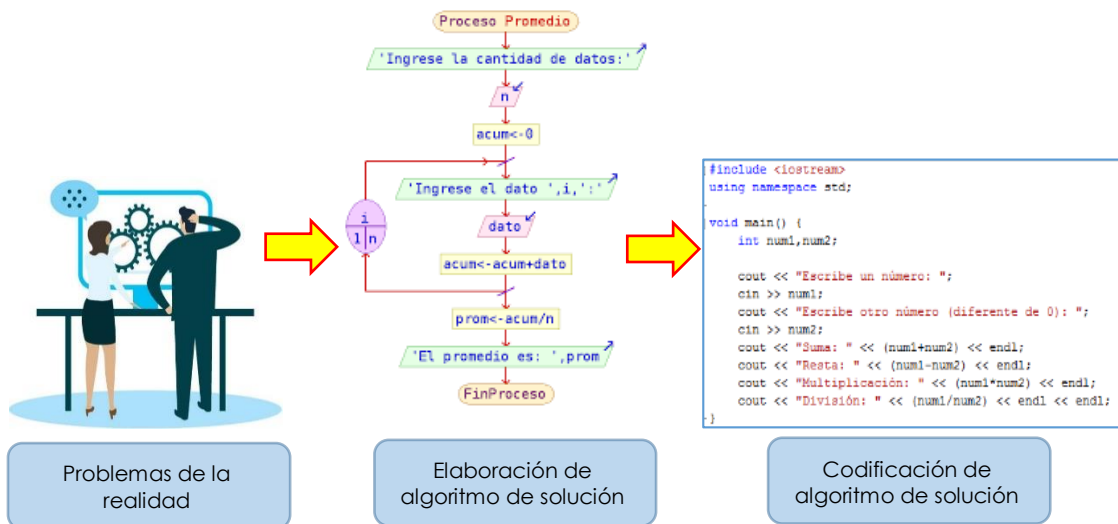 Proceso Promedio
'Ingrese la cantidad de datos:'
n
acum<-0
'Ingrese el dato ',i,':'
i
1 n
dato
acum<-acum+dato
prom<-acum/n
'El promedio es: ',prom
FinProceso
#include <iostream>
using namespace std;
void main() {
int num1,num2;
cout << "Escribe un número: ";
cin >> num1;
cout << "Escribe otro número (diferente de 0): ";
cin >> num2;
cout << "Suma: " << (num1+num2) << endl;
cout << "Resta: " << (num1-num2) << endl;
cout << "Multiplicación: " << (num1*num2) << endl;
cout << "División: " << (num1/num2) << endl << endl;
}
Problemas de la
realidad
Elaboración de
algoritmo de solución
Codificación de
algoritmo de solución